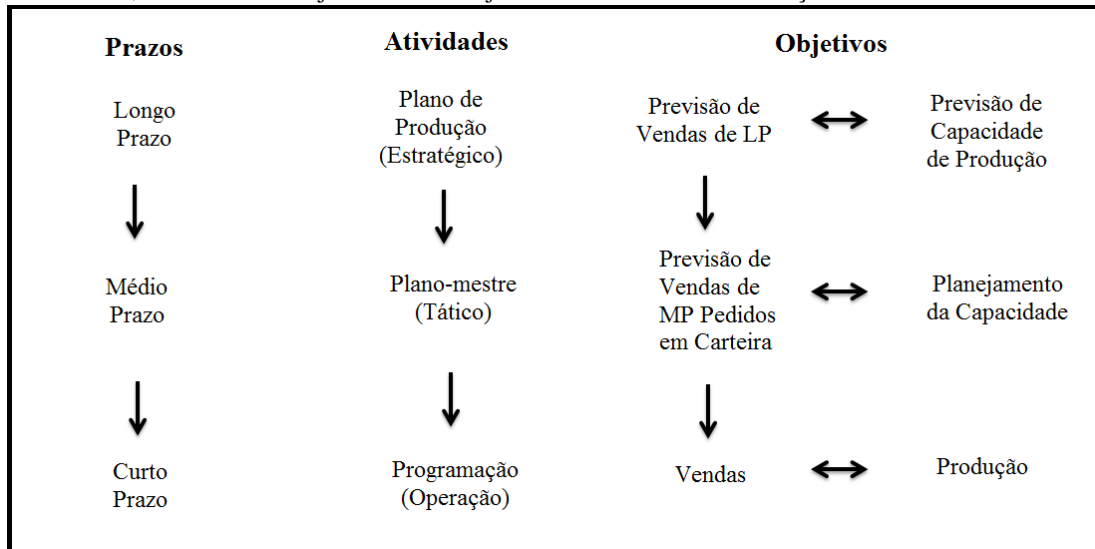 Prazos
Atividades
Objetivos
Longo
Prazo
Plano de
Produção
(Estratégico)
Previsão de
Vendas de LP
Previsão de
Capacidade
de Produção
Médio
Prazo
Plano-mestre
(Tático)
Previsão de
Vendas de
MP Pedidos
em Carteira
Planejamento
da Capacidade
Curto
Prazo
Programação
(Operação)
Vendas
Produção